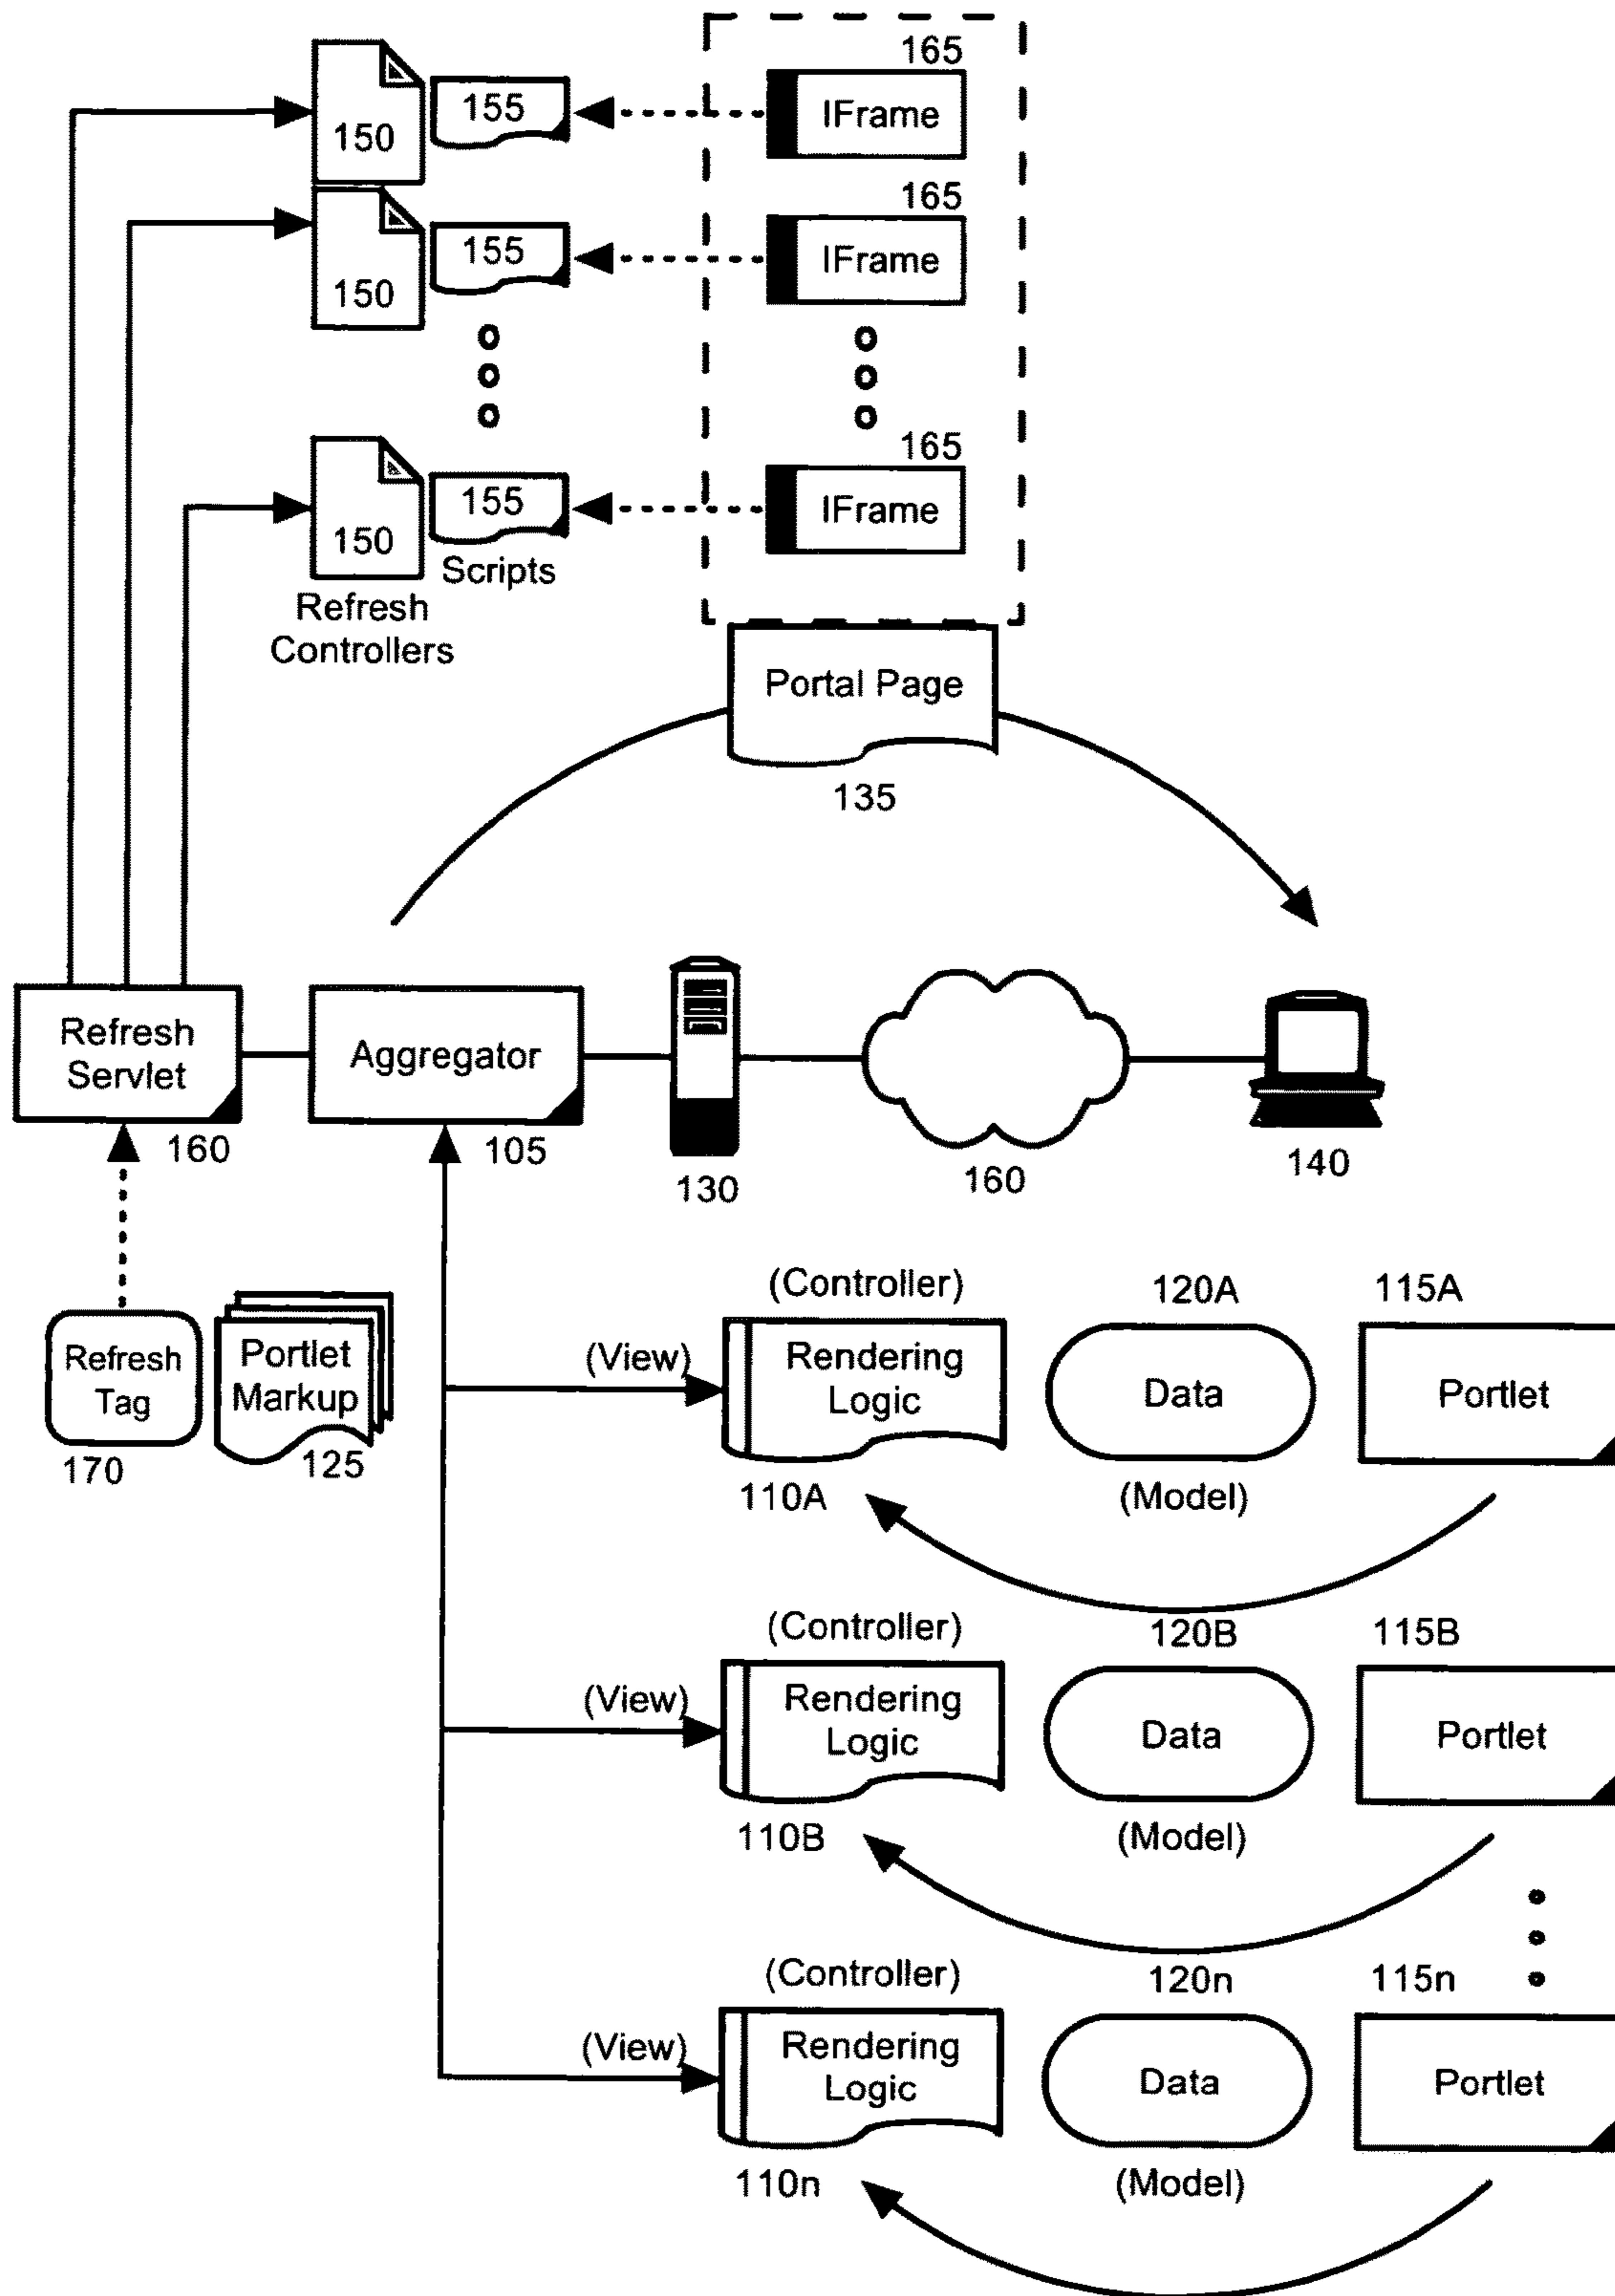 165
150
155
IFrame
165
150
155
IFrame
165
150
155
IFrame
Scripts
Refresh
Controllers
Portal Page
135
Refresh
Servlet
160
Aggregator
105
130
160
140
Refresh
Tag
170
Portlet
Markup
125
(Controller)
120A
115A
(View)
Rendering
Logic
Data
Portlet
110A
(Model)
(Controller)
120B
115B
(View)
Rendering
Logic
Data
Portlet
110B
(Model)
(Controller)
120n
115n
(View)
Rendering
Logic
Data
Portlet
110n
(Model)